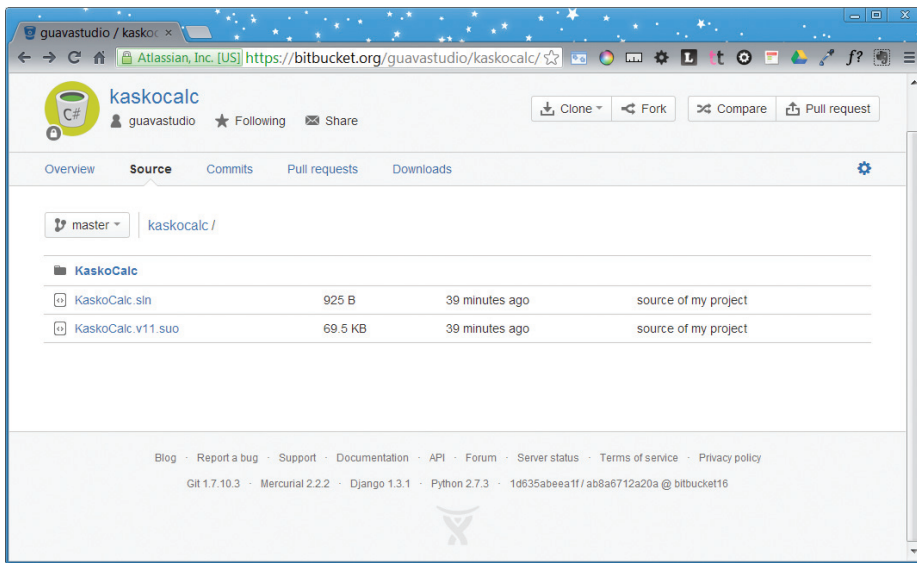 guavastudio / kaskoc ×
Atlassian, Inc. [US] https://bitbucket.org/guavastudio/kaskocalc/
L tt f?
C#
kaskocalc
guavastudio Following Share
Clone Fork Compare Pull request
Overview Source Commits Pull requests Downloads
master kaskocalc /
KaskoCalc
KaskoCalc.sln 925 B 39 minutes ago source of my project
KaskoCalc.v11.suo 69.5 KB 39 minutes ago source of my project
Blog · Report a bug · Support · Documentation · API · Forum · Server status · Terms of service · Privacy policy
Git 1.7.10.3 · Mercurial 2.2.2 · Django 1.3.1 · Python 2.7.3 · 1d635abeea1f / ab8a6712a20a @ bitbucket16